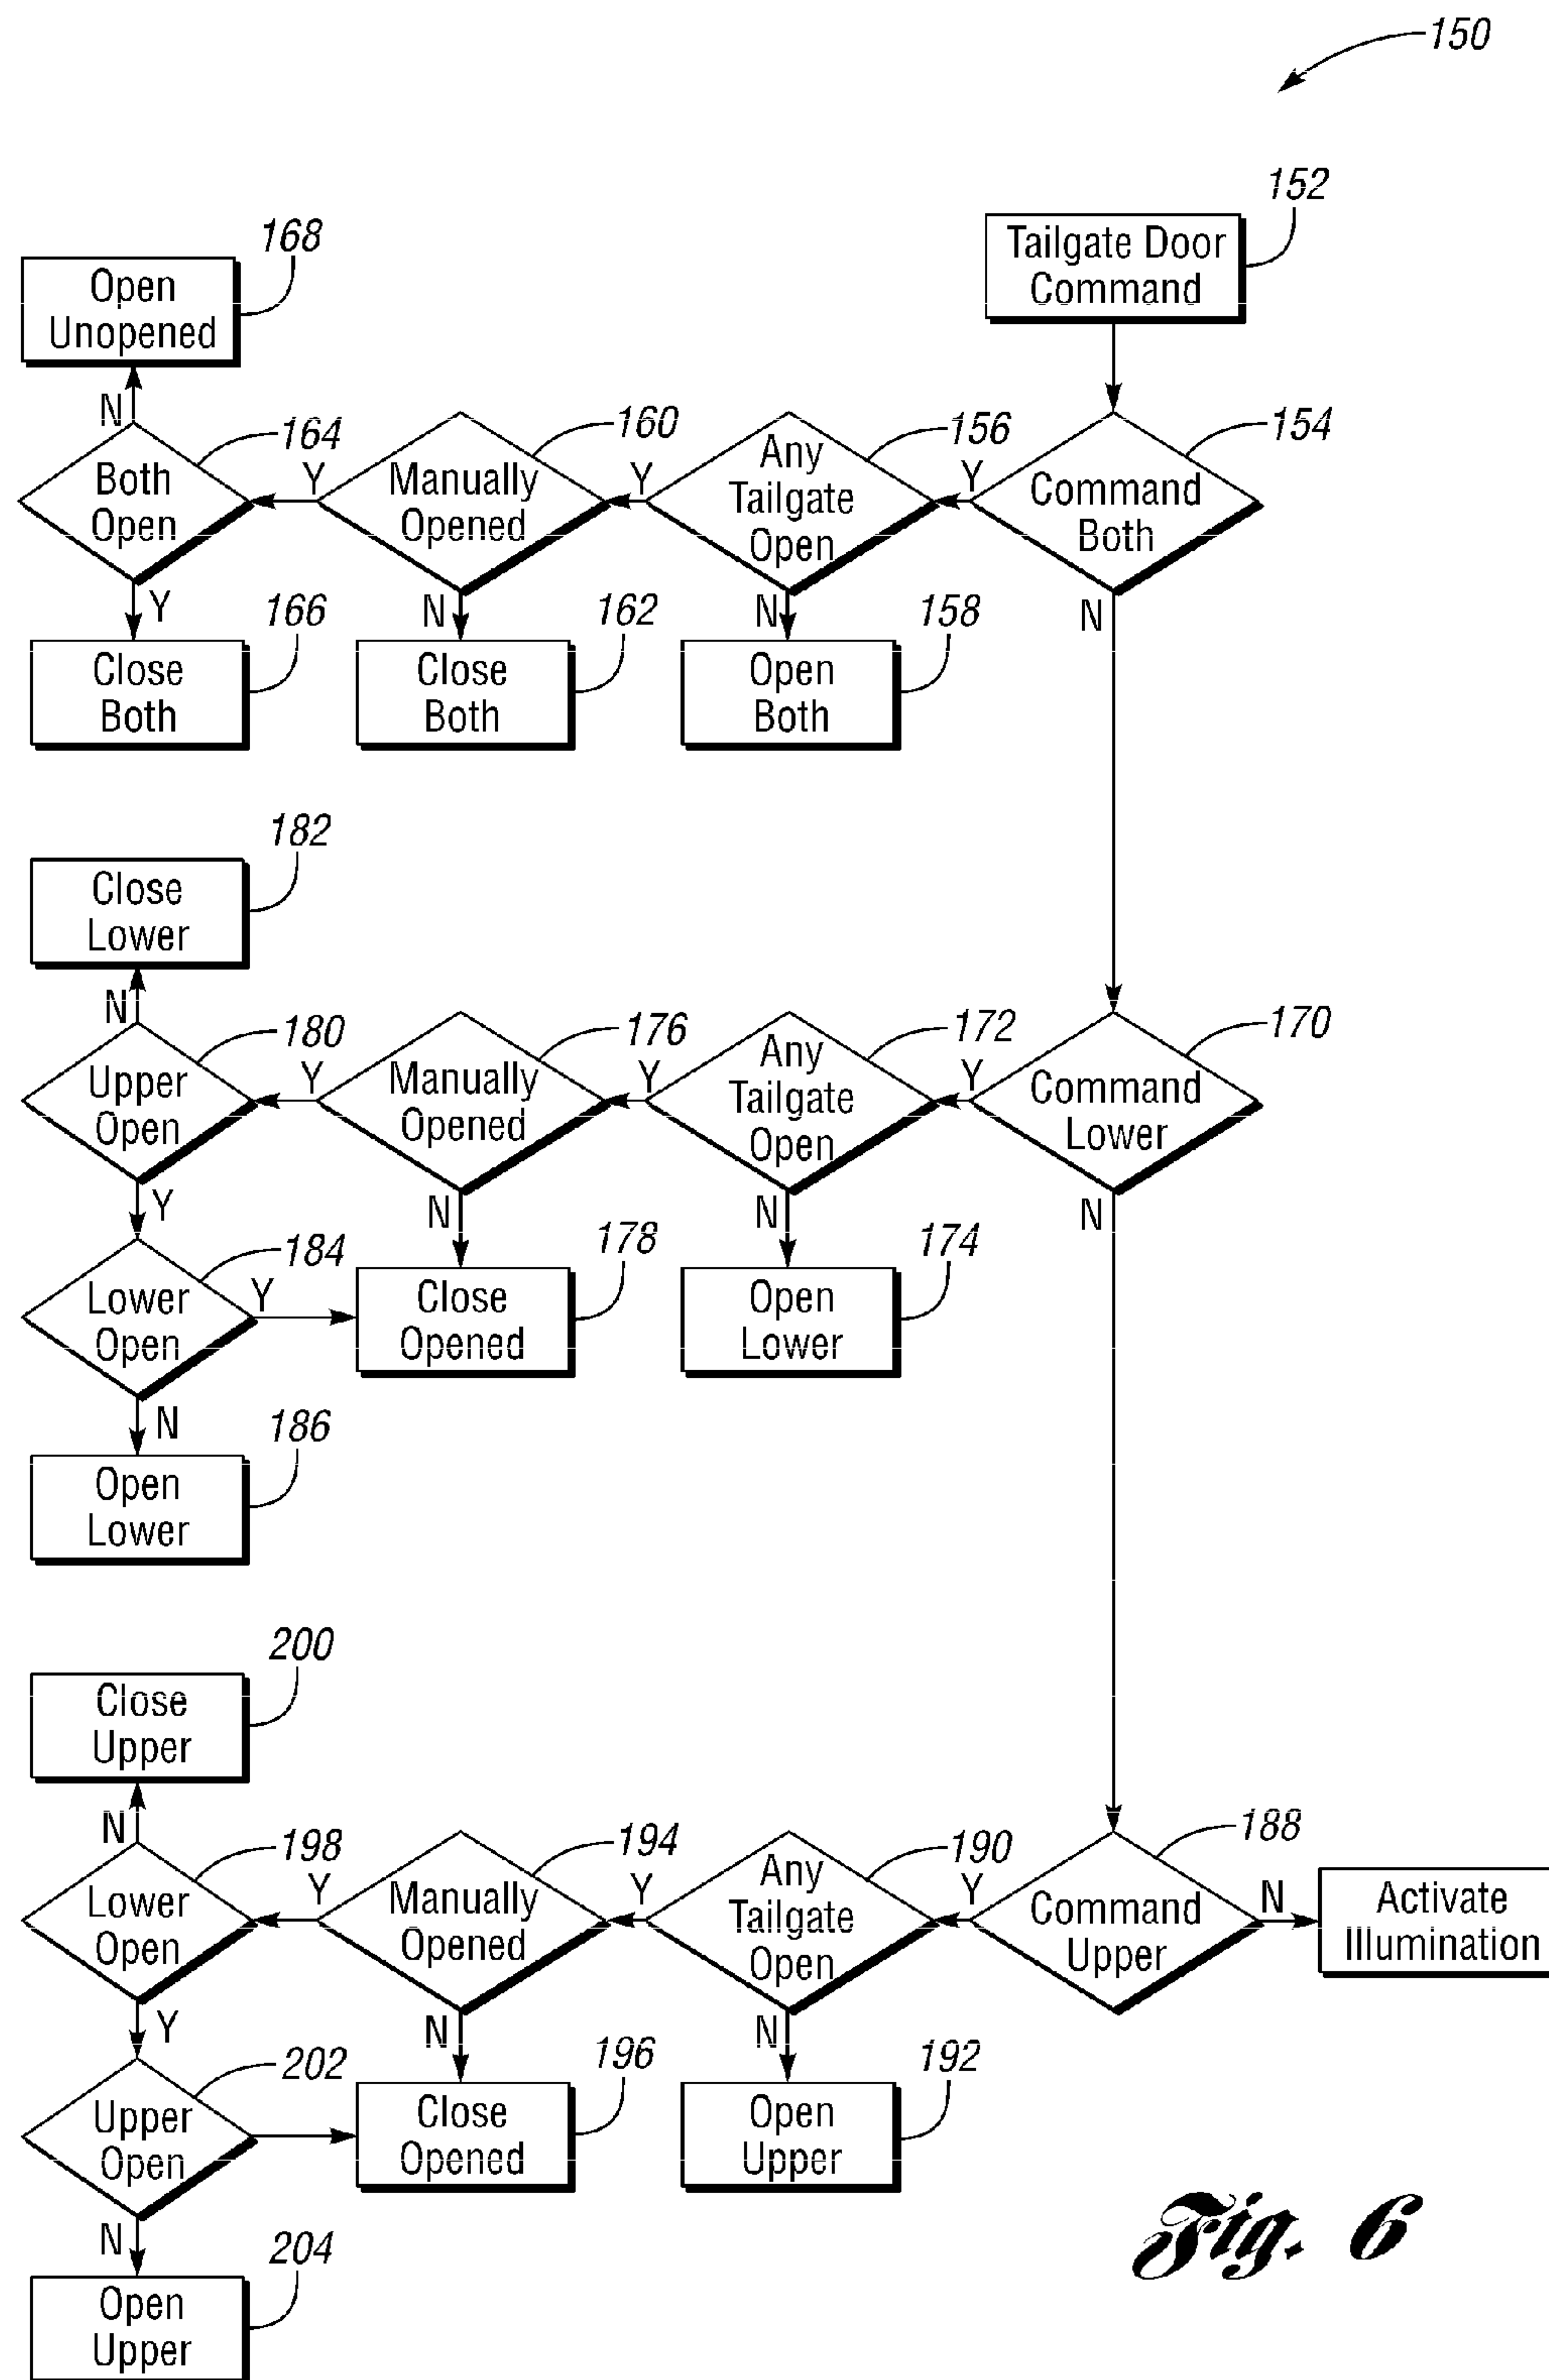 150
152
Tailgate Door
Command
168
Open
Unopened
N
164
Both
Open
Y
160
Manually
Opened
Y
156
Any
Tailgate
Open
Y
154
Command
Both
Y
166
Close
Both
N
162
Close
Both
N
158
Open
Both
N
182
Close
Lower
N
180
Upper
Open
Y
176
Manually
Opened
Y
172
Any
Tailgate
Open
Y
170
Command
Lower
Y
184
Lower
Open
Y
N
178
Close
Opened
N
174
Open
Lower
N
N
186
Open
Lower
200
Close
Upper
N
198
Lower
Open
Y
194
Manually
Opened
Y
190
Any
Tailgate
Open
Y
188
Command
Upper
N
Activate
Illumination
Y
202
Upper
Open
N
196
Close
Opened
N
192
Open
Upper
N
204
Open
Upper
Fig. 6